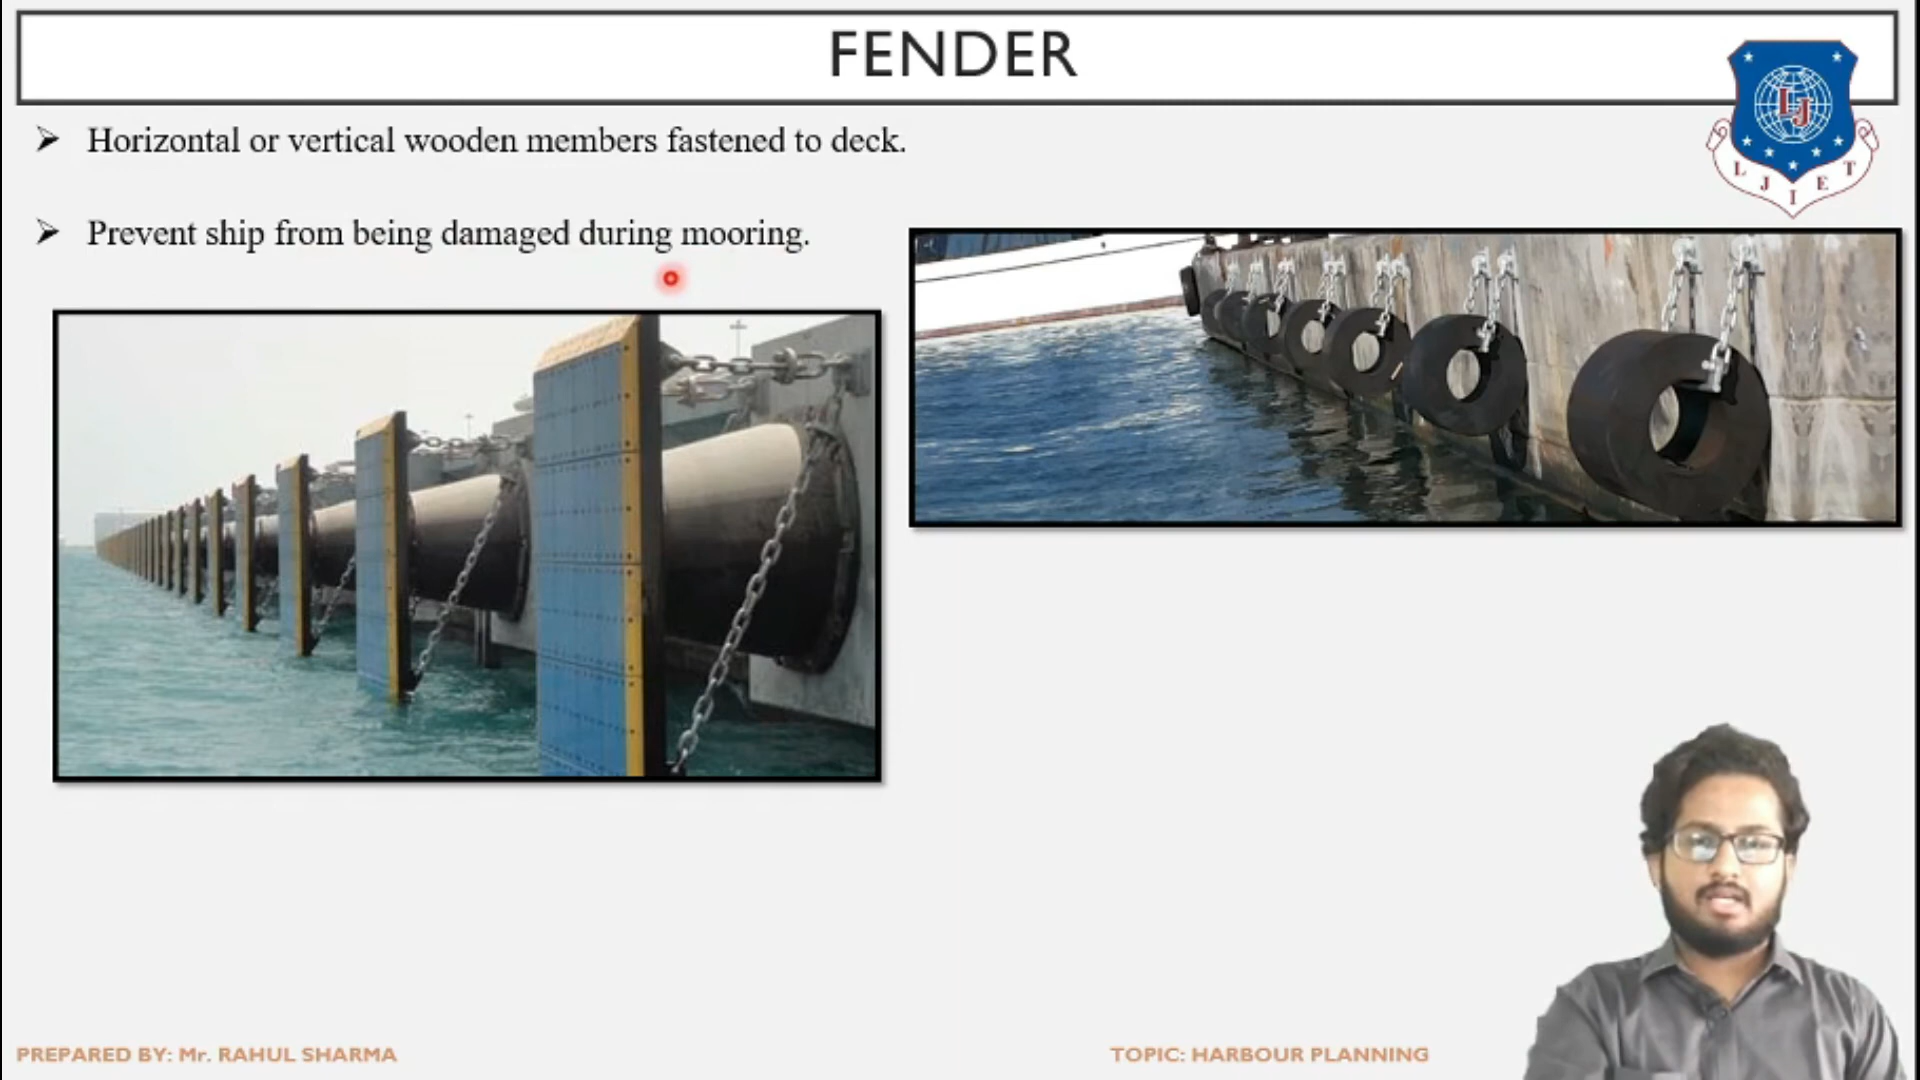 FENDER
Horizontal or vertical wooden members fastened to deck.
Prevent ship from being damaged during mooring.
LJ
L J I E T
PREPARED BY: Mr. RAHUL SHARMA
TOPIC: HARBOUR PLANNING